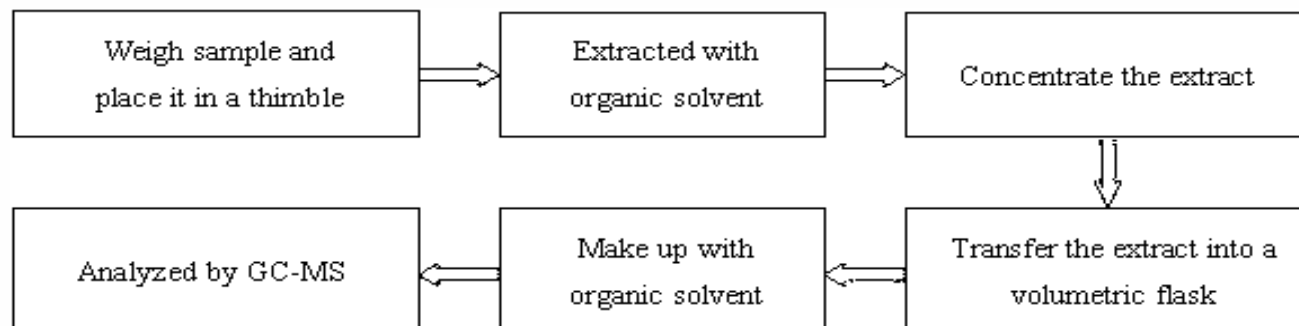 Weigh sample and
place it in a thimble
Extracted with
organic solvent
Concentrate the extract
Transfer the extract into a
volumetric flask
Make up with
organic solvent
Analyzed by GC-MS